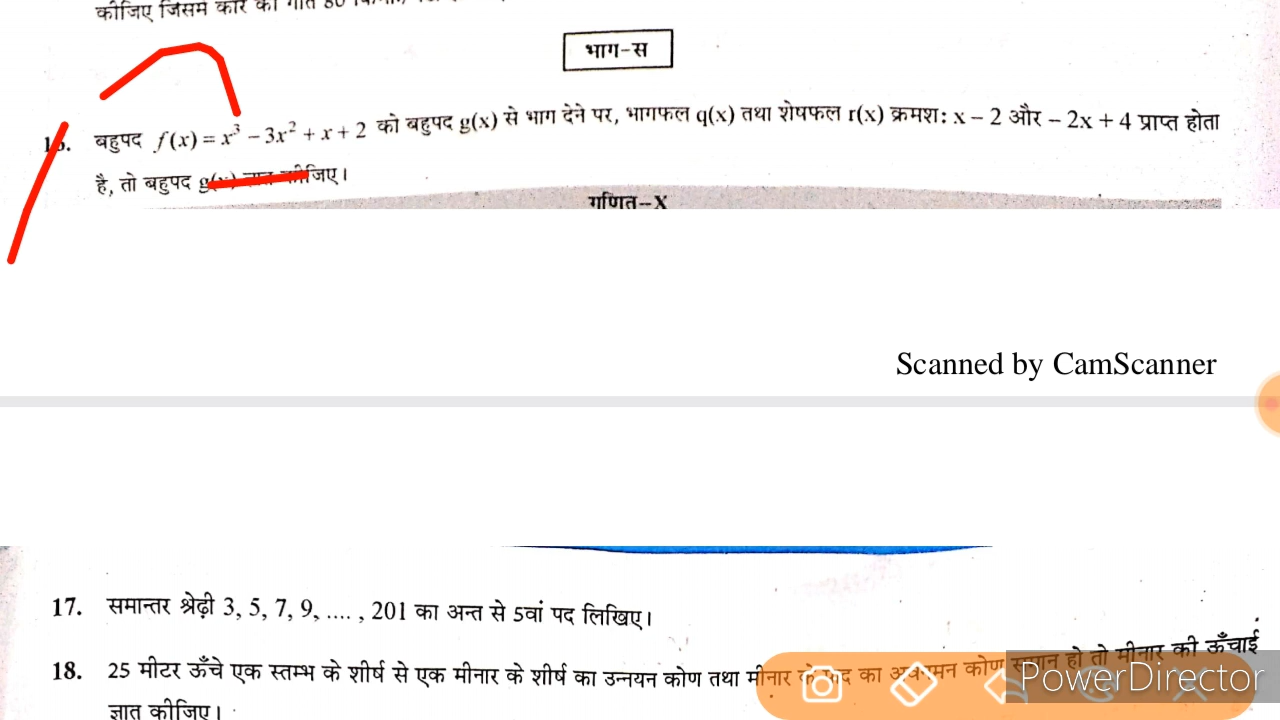 कीजिए जिसमें कार की गति 80
भाग-स
16. बहुपद f(x) = x³ – 3x² + x + 2 को बहुपद g(x) से भाग देने पर, भागफल q(x) तथा शेषफल r(x) क्रमश: x – 2 और – 2x + 4 प्राप्त होता
है, तो बहुपद g(x) ज्ञात कीजिए।
गणित–X
Scanned by CamScanner
17. समान्तर श्रेढ़ी 3, 5, 7, 9, .... , 201 का अन्त से 5वां पद लिखिए।
18. 25 मीटर ऊँचे एक स्तम्भ के शीर्ष से एक मीनार के शीर्ष का उन्नयन कोण तथा मीनार के पाद का अवनमन कोण समान हो तो मीनार की ऊँचाई
ज्ञात कीजिए।
PowerDirector